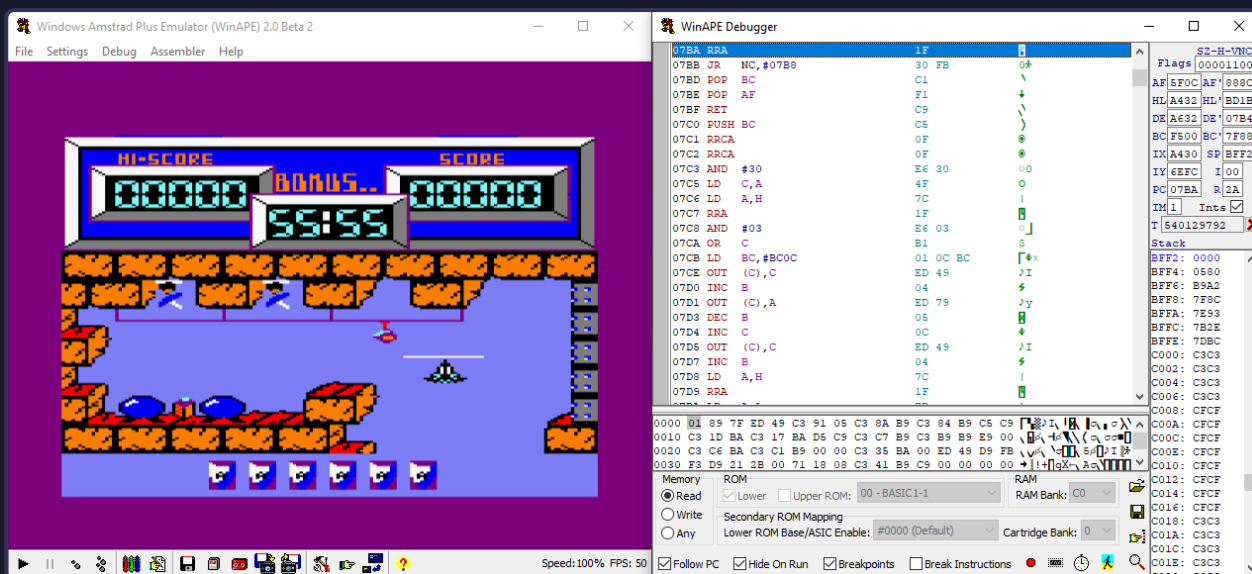 Windows Amstrad Plus Emulator (WinAPE) 2.0 Beta 2
File Settings Debug Assembler Help
HI-SCORE
SCORE
BONUS..
00000
00000
55:55
Speed:100% FPS: 50
WinAPE Debugger
07BA RRA 1F
07BB JR NC,#07B8 30 FB
07BD POP BC C1
07BE POP AF F1
07BF RET C9
07C0 PUSH BC C5
07C1 RRCA 0F
07C2 RRCA 0F
07C3 AND #30 E6 30
07C5 LD C,A 4F
07C6 LD A,H 7C
07C7 RRA 1F
07C8 AND #03 E6 03
07CA OR C B1
07CB LD BC,#BC0C 01 0C BC
07CE OUT (C),C ED 49
07D0 INC B 04
07D1 OUT (C),A ED 79
07D3 DEC B 05
07D4 INC C 0C
07D5 OUT (C),C ED 49
07D7 INC B 04
07D8 LD A,H 7C
07D9 RRA 1F
0000 01 89 7F ED 49 C3 91 05 C3 8A B9 C3 84 B9 C5 C9
0010 C3 1D BA C3 17 BA D5 C9 C3 C7 B9 C3 B9 B9 E9 00
0020 C3 C6 BA C3 C1 B9 00 C3 35 BA 00 ED 49 D9 FB
0030 F3 D9 21 2B 00 71 18 08 C3 41 B9 C9 00 00 00 00
Memory
Read
Write
Any
ROM
Lower Upper ROM: 00 - BASIC1-1
Secondary ROM Mapping
Lower ROM Base/ASIC Enable: #0000 (Default) Cartridge Bank: 0
RAM
RAM Bank: C0
Follow PC Hide On Run Breakpoints Break Instructions
SZ-H-VNC
Flags 00001100
AF 5F0C AF' 888C
HL A432 HL' BD1B
DE A632 DE' 07B4
BC F500 BC' 7F88
IX A430 SP BFF2
IY 6EFC I 00
PC 07BA R 2A
IM 1 Ints
T 540129792
Stack
BFF2: 0000
BFF4: 0580
BFF6: B9A2
BFF8: 7F8C
BFFA: 7E93
BFFC: 7B2E
BFFE: 7DBC
C000: C3C3
C002: C3C3
C004: C3C3
C006: C3C3
C008: CFCF
C00A: CFCF
C00C: CFCF
C00E: CFCF
C010: CFCF
C012: CFCF
C014: CFCF
C016: CFCF
C018: C3C3
C01A: C3C3
C01C: C3C3
C01E: C3C3